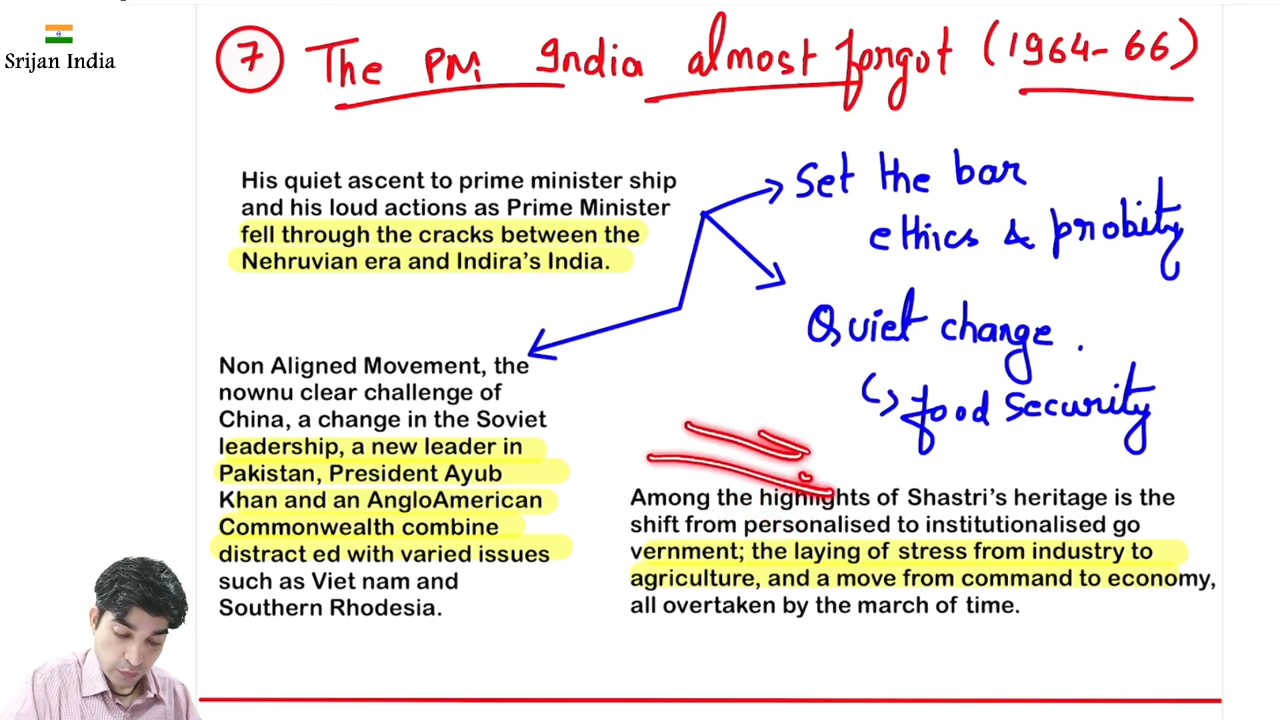 Srijan India
7 The PM India almost forgot (1964-66)
His quiet ascent to prime minister ship
and his loud actions as Prime Minister
fell through the cracks between the
Nehruvian era and Indira's India.
Set the bar
ethics & probity
Quiet change.
food security
Non Aligned Movement, the
nownu clear challenge of
China, a change in the Soviet
leadership, a new leader in
Pakistan, President Ayub
Khan and an AngloAmerican
Commonwealth combine
distract ed with varied issues
such as Viet nam and
Southern Rhodesia.
Among the highlights of Shastri's heritage is the
shift from personalised to institutionalised go
vernment; the laying of stress from industry to
agriculture, and a move from command to economy,
all overtaken by the march of time.